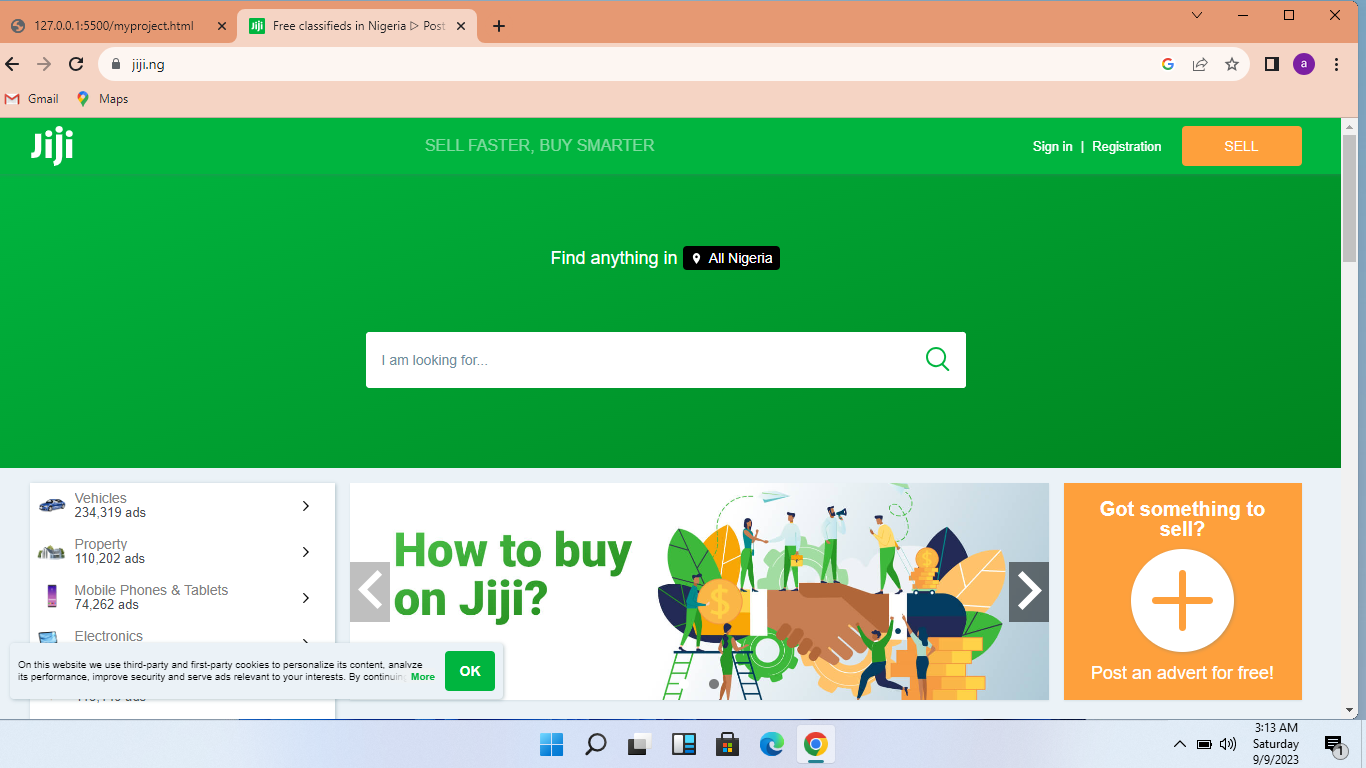 127.0.0.1:5500/myproject.html
Free classifieds in Nigeria ▷ Post
jiji.ng
a
Gmail
Maps
Jiji
SELL FASTER, BUY SMARTER
Sign in | Registration
SELL
Find anything in All Nigeria
I am looking for...
Vehicles
234,319 ads
Property
110,202 ads
Mobile Phones & Tablets
74,262 ads
Electronics
How to buy
on Jiji?
Got something to
sell?
Post an advert for free!
On this website we use third-party and first-party cookies to personalize its content, analyze
its performance, improve security and serve ads relevant to your interests. By continuin More
OK
3:13 AM
Saturday
9/9/2023
1